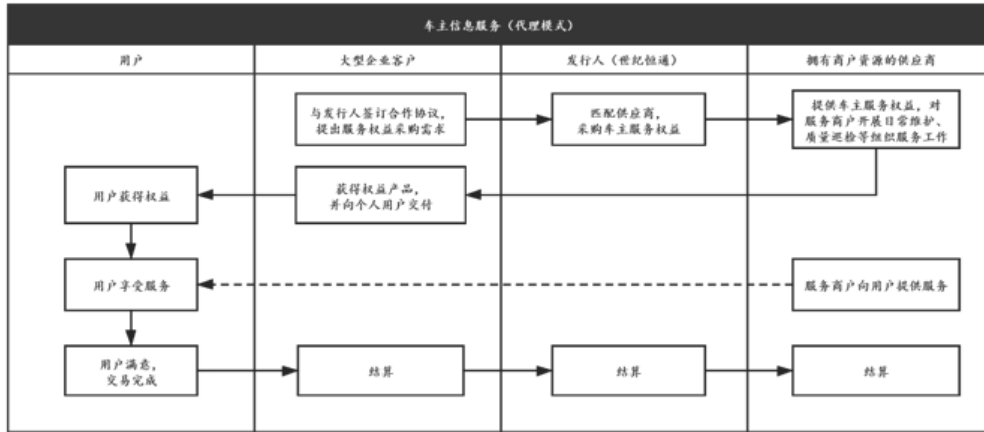 车主信息服务（代理模式）
用户
大型企业客户
发行人（世纪恒通）
拥有商户资源的供应商
与发行人签订合作协议，
提出服务权益采购需求
匹配供应商，
采购车主服务权益
提供车主服务权益，对
服务商户开展日常维护、
质量巡检等组织服务工作
用户获得权益
获得权益产品，
并向个人用户交付
用户享受服务
服务商户向用户提供服务
用户满意，
交易完成
结算
结算
结算